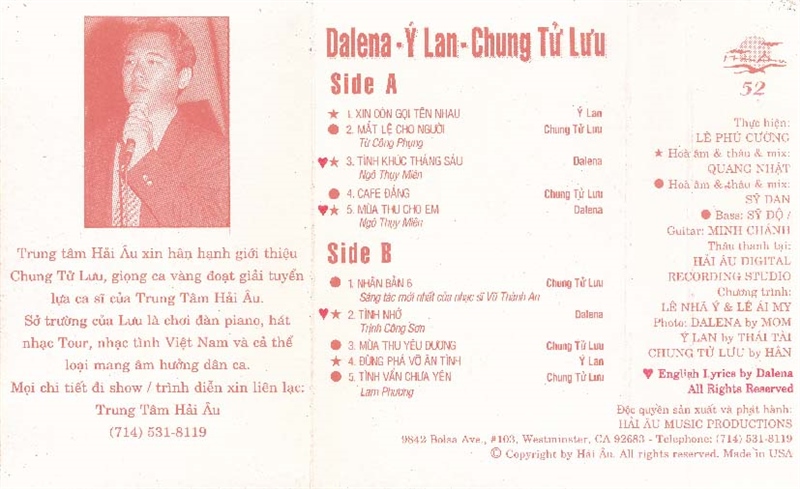 Trung tâm Hải Âu xin hân hạnh giới thiệu
Chung Tử Lưu, giọng ca vàng đoạt giải tuyển
lựa ca sĩ của Trung Tâm Hải Âu.
Sở trường của Lưu là chơi đàn piano, hát
nhạc Tour, nhạc tình Việt Nam và cả thể
loại mang âm hưởng dân ca.
Mọi chi tiết đi show / trình diễn xin liên lạc:
Trung Tâm Hải Âu
(714) 531-8119
Dalena - Ý Lan - Chung Tử Lưu
Side A
★ 1. XIN CÒN GỌI TÊN NHAU Ý Lan
● 2. MẮT LỆ CHO NGƯỜI Chung Tử Lưu
Từ Công Phụng
♥★ 3. TÌNH KHÚC THÁNG SÁU Dalena
Ngô Thụy Miên
● 4. CAFE ĐẮNG Chung Tử Lưu
♥★ 5. MÙA THU CHO EM Dalena
Ngô Thụy Miên
Side B
● 1. NHÂN BẢN 6 Chung Tử Lưu
Sáng tác mới nhất của nhạc sĩ Vũ Thành An
♥★ 2. TÌNH NHỚ Dalena
Trịnh Công Sơn
● 3. MÙA THU YÊU ĐƯƠNG Chung Tử Lưu
★ 4. ĐỪNG PHÁ VỠ ÂN TÌNH Ý Lan
● 5. TÌNH VẪN CHƯA YÊN Chung Tử Lưu
Lam Phương
Hải Âu
52
Thực hiện:
LÊ PHÚ CƯỜNG
★ Hoà âm & thâu & mix:
QUANG NHẬT
● Hoà âm & thâu & mix:
SỸ DAN
● Bass: SỸ ĐỘ /
Guitar: MINH CHÁNH
Thâu thanh tại:
HẢI ÂU DIGITAL
RECORDING STUDIO
Chương trình:
LÊ NHÃ Ý & LÊ ÁI MY
Photo: DALENA by MOM
Ý LAN by THÁI TÀI
CHUNG TỬ LƯU by HÂN
♥ English Lyrics by Dalena
All Rights Reserved
Độc quyền sản xuất và phát hành:
HẢI ÂU MUSIC PRODUCTIONS
9842 Bolsa Ave., #103, Westminster, CA 92683 - Telephone: (714) 531-8119
© Copyright by Hải Âu. All rights reserved. Made in USA